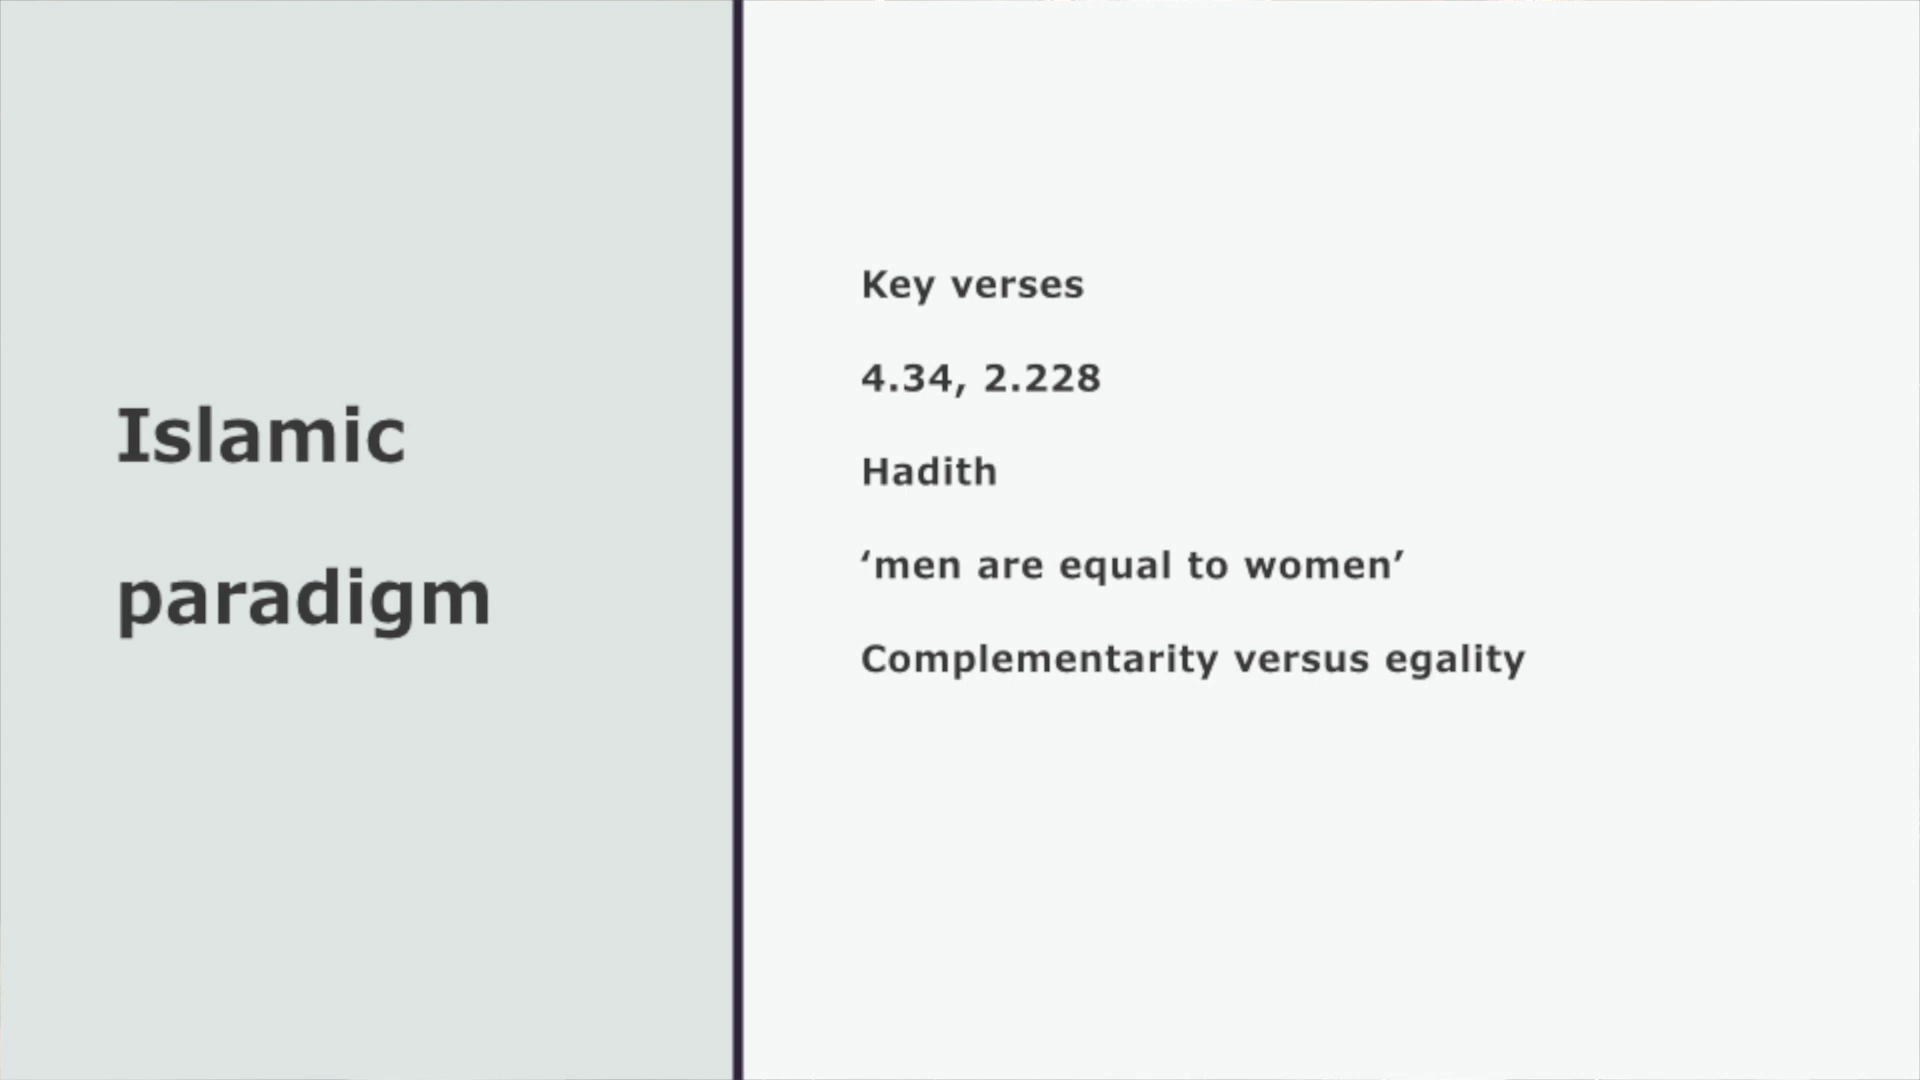 Islamic
paradigm
Key verses
4.34, 2.228
Hadith
‘men are equal to women’
Complementarity versus egality